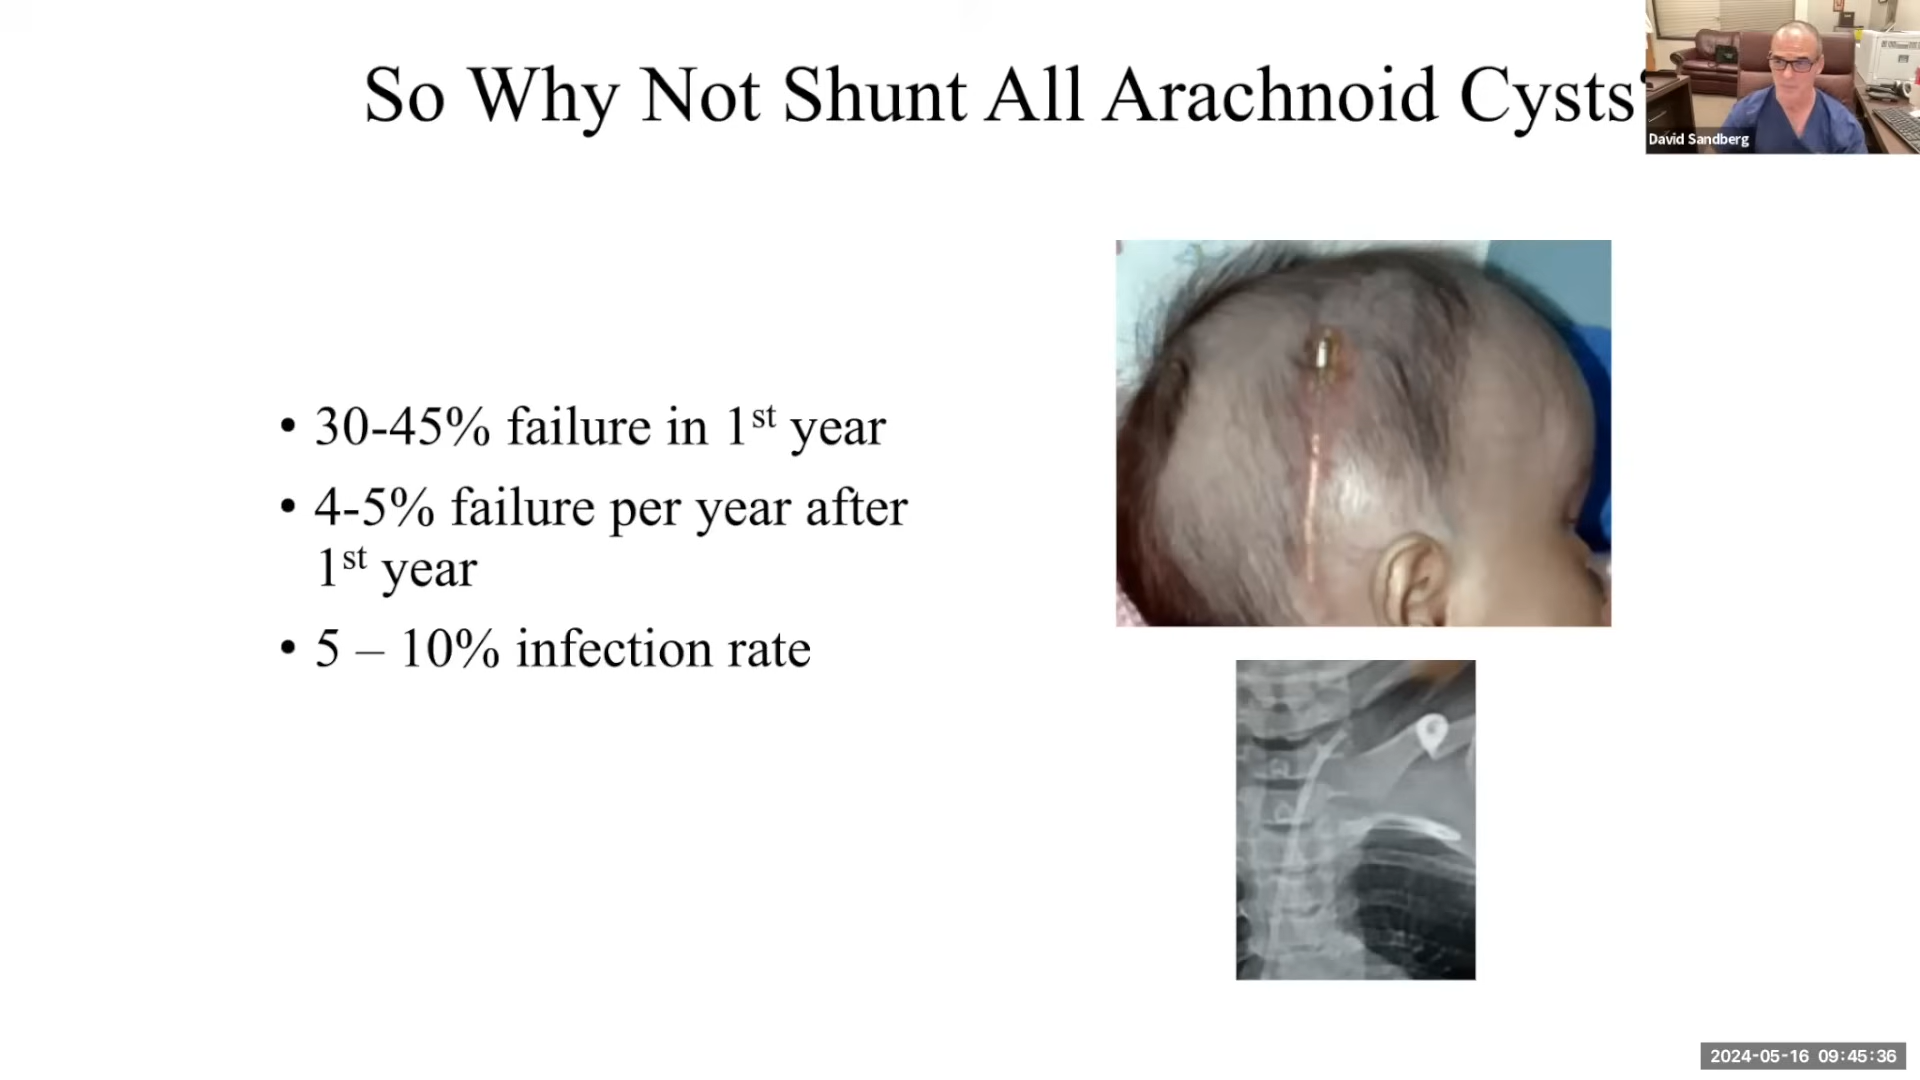 So Why Not Shunt All Arachnoid Cysts
David Sandberg
• 30-45% failure in 1st year
• 4-5% failure per year after
1st year
• 5 – 10% infection rate
2024-05-16 09:45:36